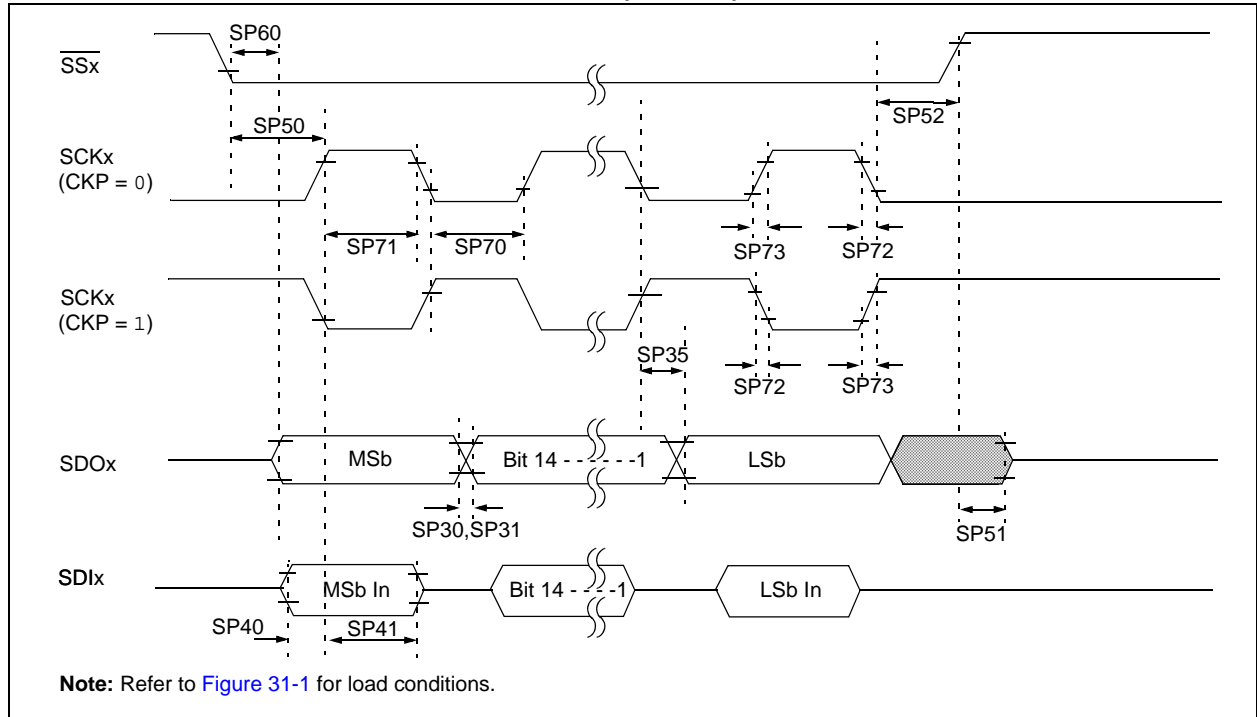 SP60
SSx
SP50
SP52
SCKx
(CKP = 0)
SP71
SP70
SP73
SP72
SCKx
(CKP = 1)
SP35
SP72
SP73
SDOx
MSb
Bit 14 - - - - - -1
LSb
SP30,SP31
SP51
SDIx
MSb In
Bit 14 - - - -1
LSb In
SP40
SP41
Note: Refer to Figure 31-1 for load conditions.